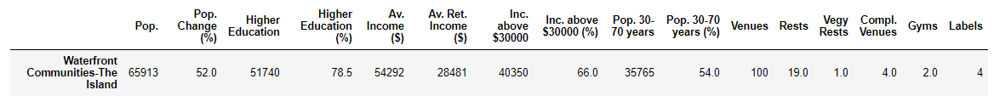 Pop. Pop. Change (%) Higher Education Higher Education (%) Av. Income ($) Av. Ret. Income ($) Inc. above $30000 Inc. above $30000 (%) Pop. 30-70 years Pop. 30-70 years (%) Venues Rests Vegy Rests Compl. Venues Gyms Labels
Waterfront Communities-The Island 65913 52.0 51740 78.5 54292 28481 40350 66.0 35765 54.0 100 19.0 1.0 4.0 2.0 4